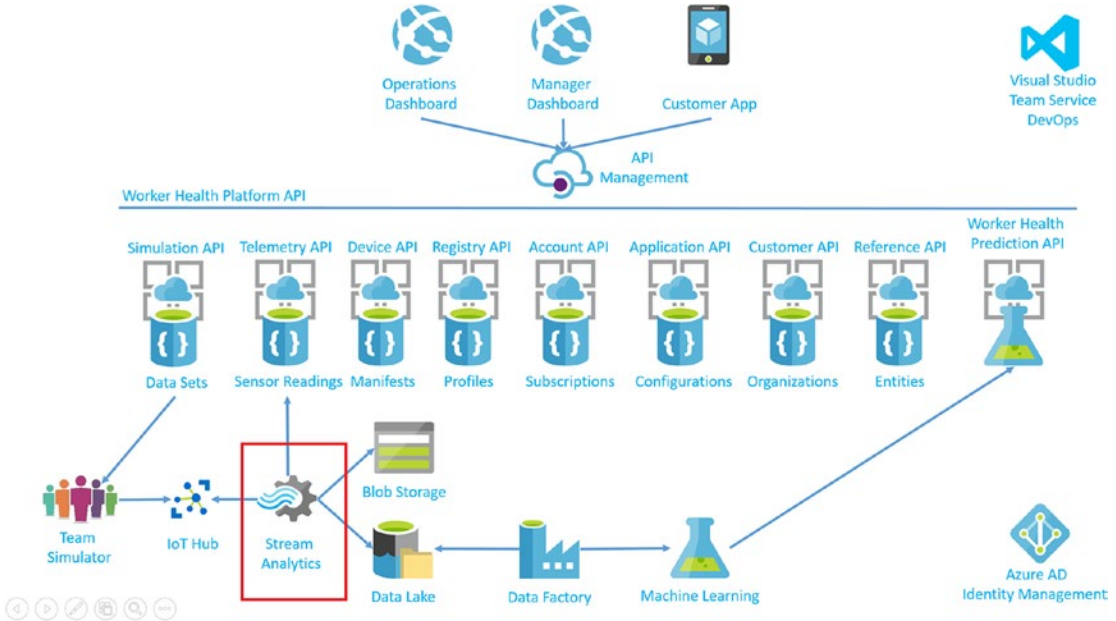 Operations
Dashboard
Manager
Dashboard
Customer App
Visual Studio
Team Service
DevOps
API
Management
Worker Health Platform API
Simulation API
Telemetry API
Device API
Registry API
Account API
Application API
Customer API
Reference API
Worker Health
Prediction API
{ }
{ }
{ }
{ }
{ }
{ }
{ }
{ }
Data Sets
Sensor Readings
Manifests
Profiles
Subscriptions
Configurations
Organizations
Entities
Blob Storage
Team
Simulator
IoT Hub
Stream
Analytics
Data Lake
Data Factory
Machine Learning
Azure AD
Identity Management